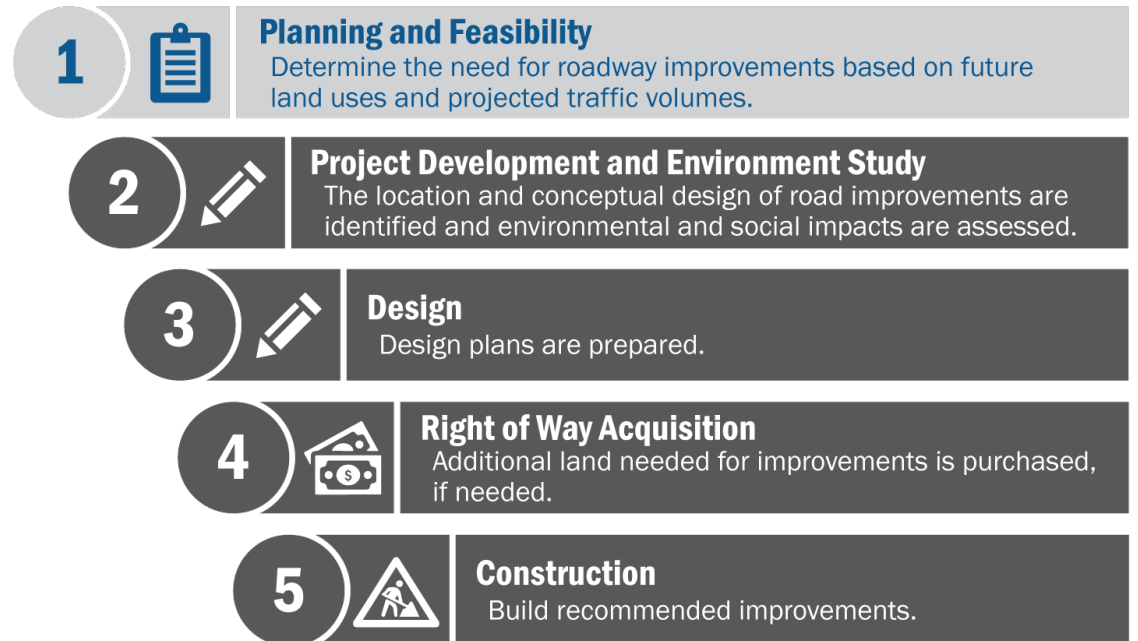 1
Planning and Feasibility
Determine the need for roadway improvements based on future
land uses and projected traffic volumes.
2
Project Development and Environment Study
The location and conceptual design of road improvements are
identified and environmental and social impacts are assessed.
3
Design
Design plans are prepared.
4
$
Right of Way Acquisition
Additional land needed for improvements is purchased,
if needed.
5
Construction
Build recommended improvements.